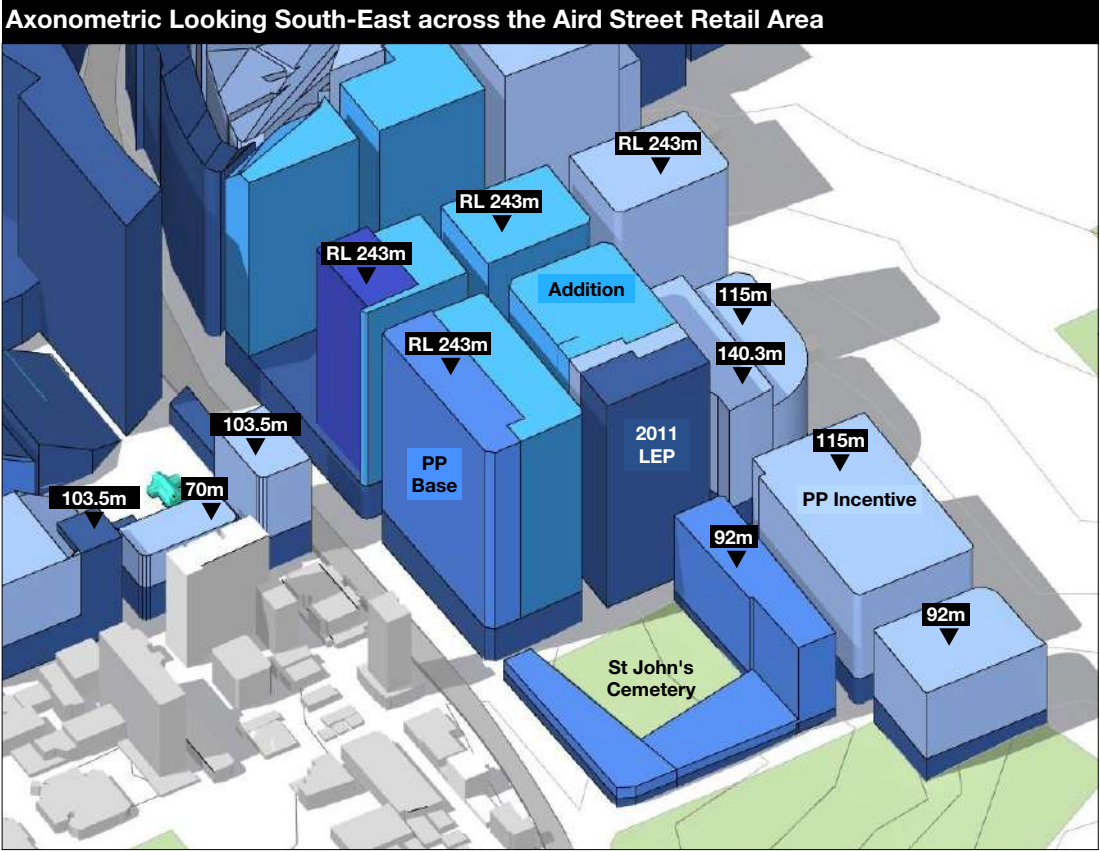 Axonometric Looking South-East across the Aird Street Retail Area
RL 243m
RL 243m
RL 243m
Addition
115m
RL 243m
140.3m
103.5m
2011
LEP
115m
PP
Base
103.5m
70m
PP Incentive
92m
92m
St John's
Cemetery